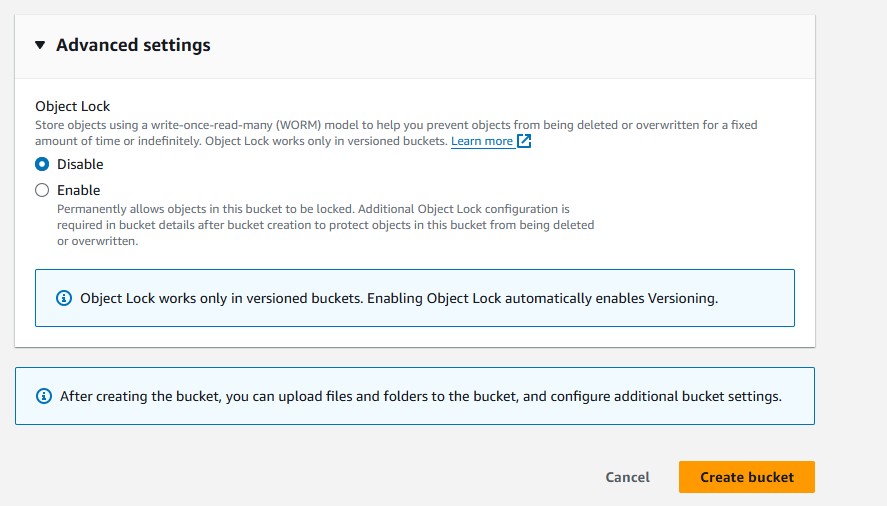 Advanced settings
Object Lock
Store objects using a write-once-read-many (WORM) model to help you prevent objects from being deleted or overwritten for a fixed
amount of time or indefinitely. Object Lock works only in versioned buckets. Learn more
Disable
Enable
Permanently allows objects in this bucket to be locked. Additional Object Lock configuration is
required in bucket details after bucket creation to protect objects in this bucket from being deleted
or overwritten.
Object Lock works only in versioned buckets. Enabling Object Lock automatically enables Versioning.
After creating the bucket, you can upload files and folders to the bucket, and configure additional bucket settings.
Cancel
Create bucket